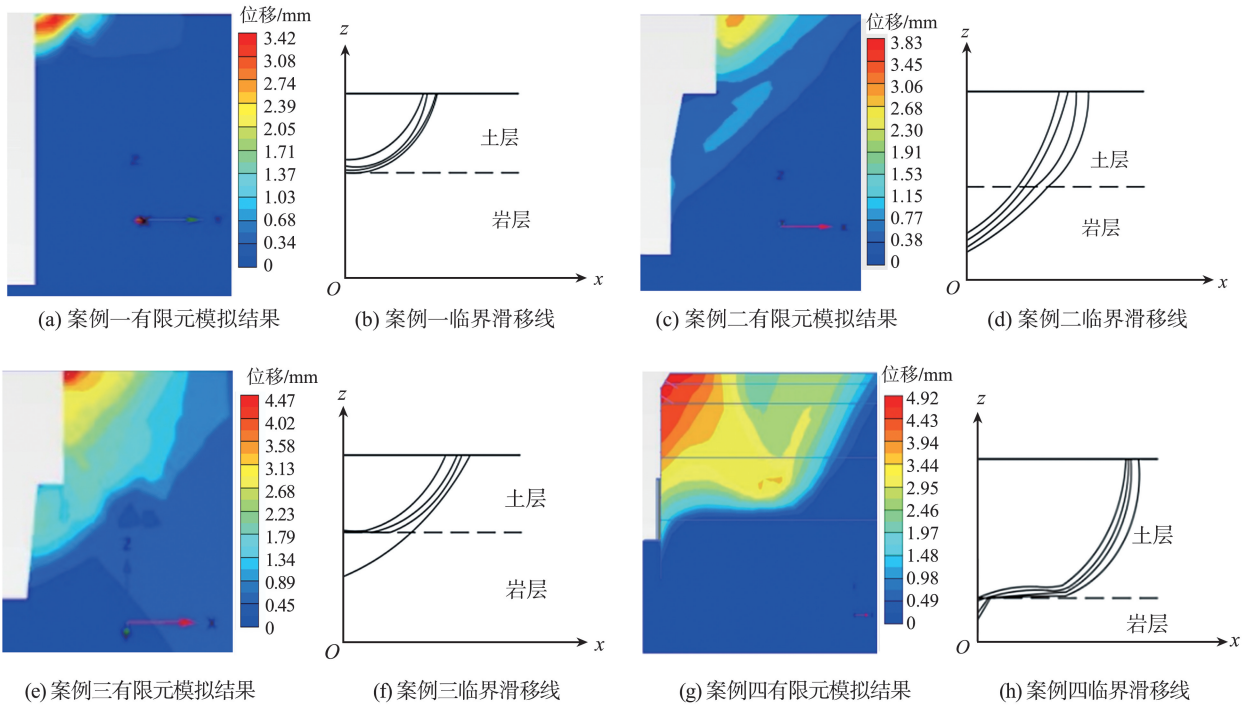 位移/mm
3.42
3.08
2.74
2.39
2.05
1.71
1.37
1.03
0.68
0.34
0
Z
(a) 案例一有限元模拟结果
z
土层
岩层
O
x
(b) 案例一临界滑移线
位移/mm
3.83
3.45
3.06
2.68
2.30
1.91
1.53
1.15
0.77
0.38
0
Z
(c) 案例二有限元模拟结果
z
土层
岩层
O
x
(d) 案例二临界滑移线
位移/mm
4.47
4.02
3.58
3.13
2.68
2.23
1.79
1.34
0.89
0.45
0
Z
X
(e) 案例三有限元模拟结果
z
土层
岩层
O
x
(f) 案例三临界滑移线
位移/mm
4.92
4.43
3.94
3.44
2.95
2.46
1.97
1.48
0.98
0.49
0
(g) 案例四有限元模拟结果
z
土层
岩层
O
x
(h) 案例四临界滑移线